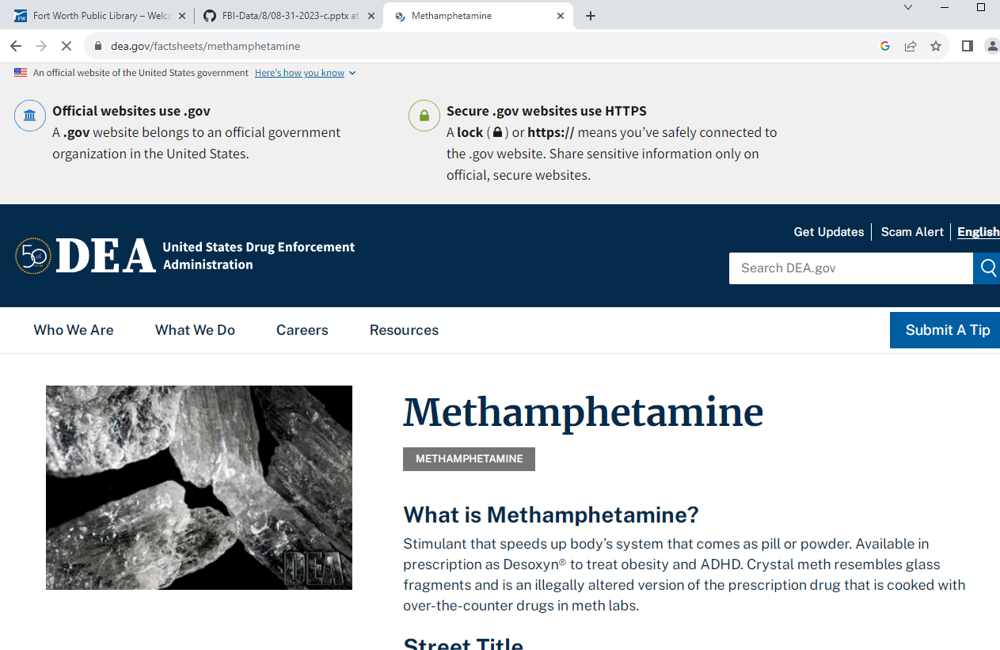 Fort Worth Public Library – Welco
FBI-Data/8/08-31-2023-c.pptx at
Methamphetamine
dea.gov/factsheets/methamphetamine
An official website of the United States government Here's how you know
Official websites use .gov
A .gov website belongs to an official government
organization in the United States.
Secure .gov websites use HTTPS
A lock ( ) or https:// means you've safely connected to
the .gov website. Share sensitive information only on
official, secure websites.
Get Updates
Scam Alert
English
50th
DEA
United States Drug Enforcement
Administration
Search DEA.gov
Who We Are
What We Do
Careers
Resources
Submit A Tip
DEA
Methamphetamine
METHAMPHETAMINE
What is Methamphetamine?
Stimulant that speeds up body's system that comes as pill or powder. Available in
prescription as Desoxyn® to treat obesity and ADHD. Crystal meth resembles glass
fragments and is an illegally altered version of the prescription drug that is cooked with
over-the-counter drugs in meth labs.
Street Title